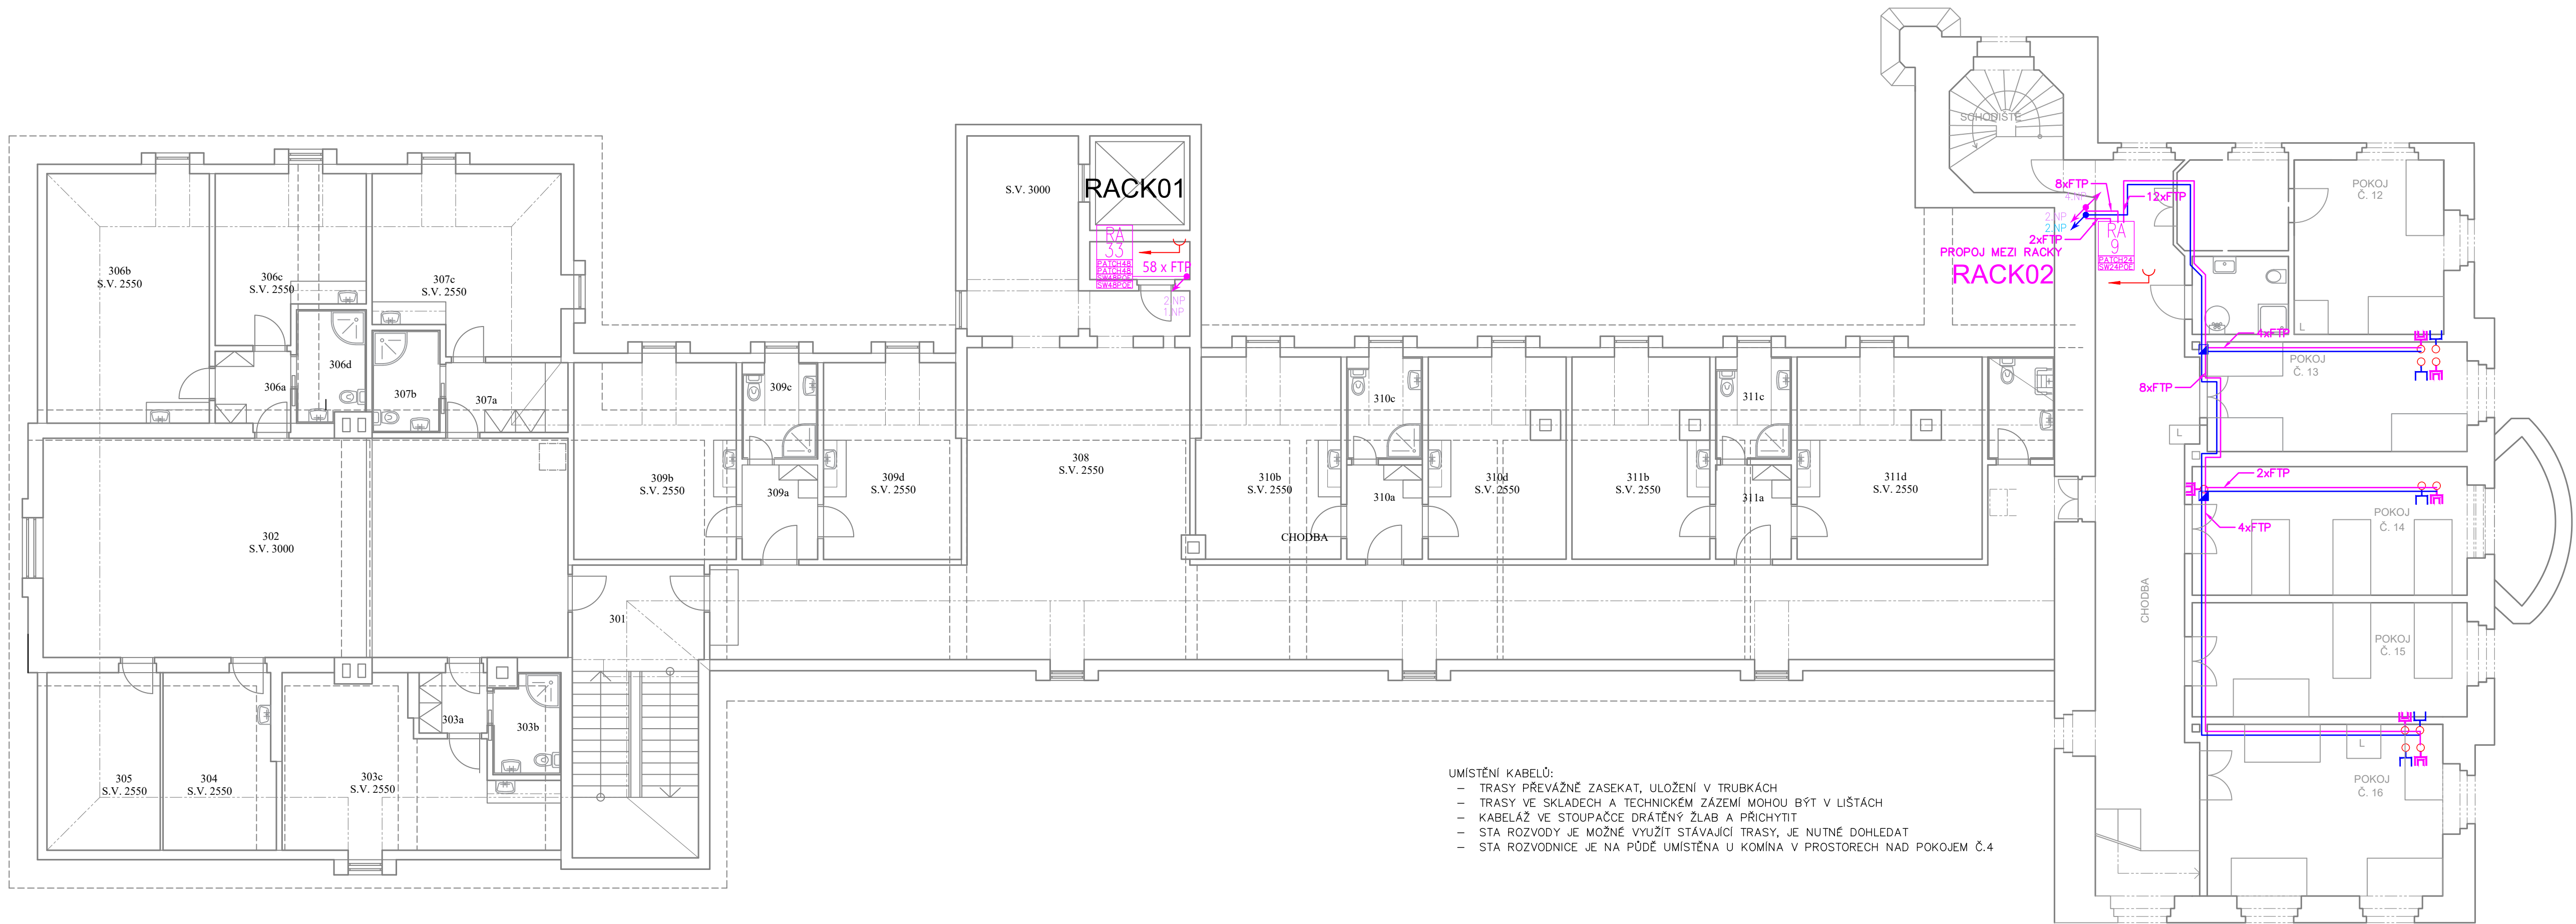 SCHODIŠTĚ
S.V. 3000
RACK01
RA
33
PATCH48
PATCH48
SW48POE
SW48POE
58 x FTP
2.NP
1.NP
8xFTP
4.NP
12xFTP
2.NP
2.NP
2xFTP
PROPOJ MEZI RACKY
RACK02
RA
9
PATCH24
SW24POE
POKOJ
Č. 12
L
4xFTP
POKOJ
Č. 13
8xFTP
L
2xFTP
POKOJ
Č. 14
4xFTP
CHODBA
POKOJ
Č. 15
L
POKOJ
Č. 16
306b
S.V. 2550
306c
S.V. 2550
307c
S.V. 2550
306d
306a
307b
307a
309c
310c
311c
302
S.V. 3000
309b
S.V. 2550
309a
309d
S.V. 2550
308
S.V. 2550
310b
S.V. 2550
310a
310d
S.V. 2550
311b
S.V. 2550
311a
311d
S.V. 2550
CHODBA
301
303a
303b
305
S.V. 2550
304
S.V. 2550
303c
S.V. 2550
UMÍSTĚNÍ KABELŮ:
– TRASY PŘEVÁŽNĚ ZASEKAT, ULOŽENÍ V TRUBKÁCH
– TRASY VE SKLADECH A TECHNICKÉM ZÁZEMÍ MOHOU BÝT V LIŠTÁCH
– KABELÁŽ VE STOUPAČCE DRÁTĚNÝ ŽLAB A PŘICHYTIT
– STA ROZVODY JE MOŽNÉ VYUŽÍT STÁVAJÍCÍ TRASY, JE NUTNÉ DOHLEDAT
– STA ROZVODNICE JE NA PŮDĚ UMÍSTĚNA U KOMÍNA V PROSTORECH NAD POKOJEM Č.4